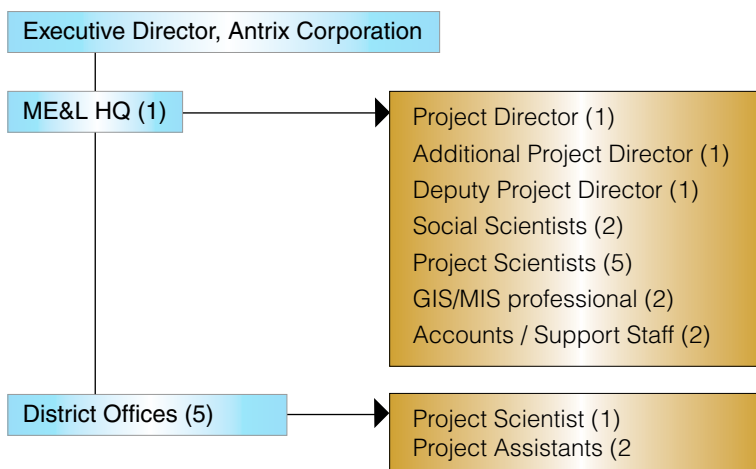 Executive Director, Antrix Corporation
ME&L HQ (1)
Project Director (1)
Additional Project Director (1)
Deputy Project Director (1)
Social Scientists (2)
Project Scientists (5)
GIS/MIS professional (2)
Accounts / Support Staff (2)
District Offices (5)
Project Scientist (1)
Project Assistants (2